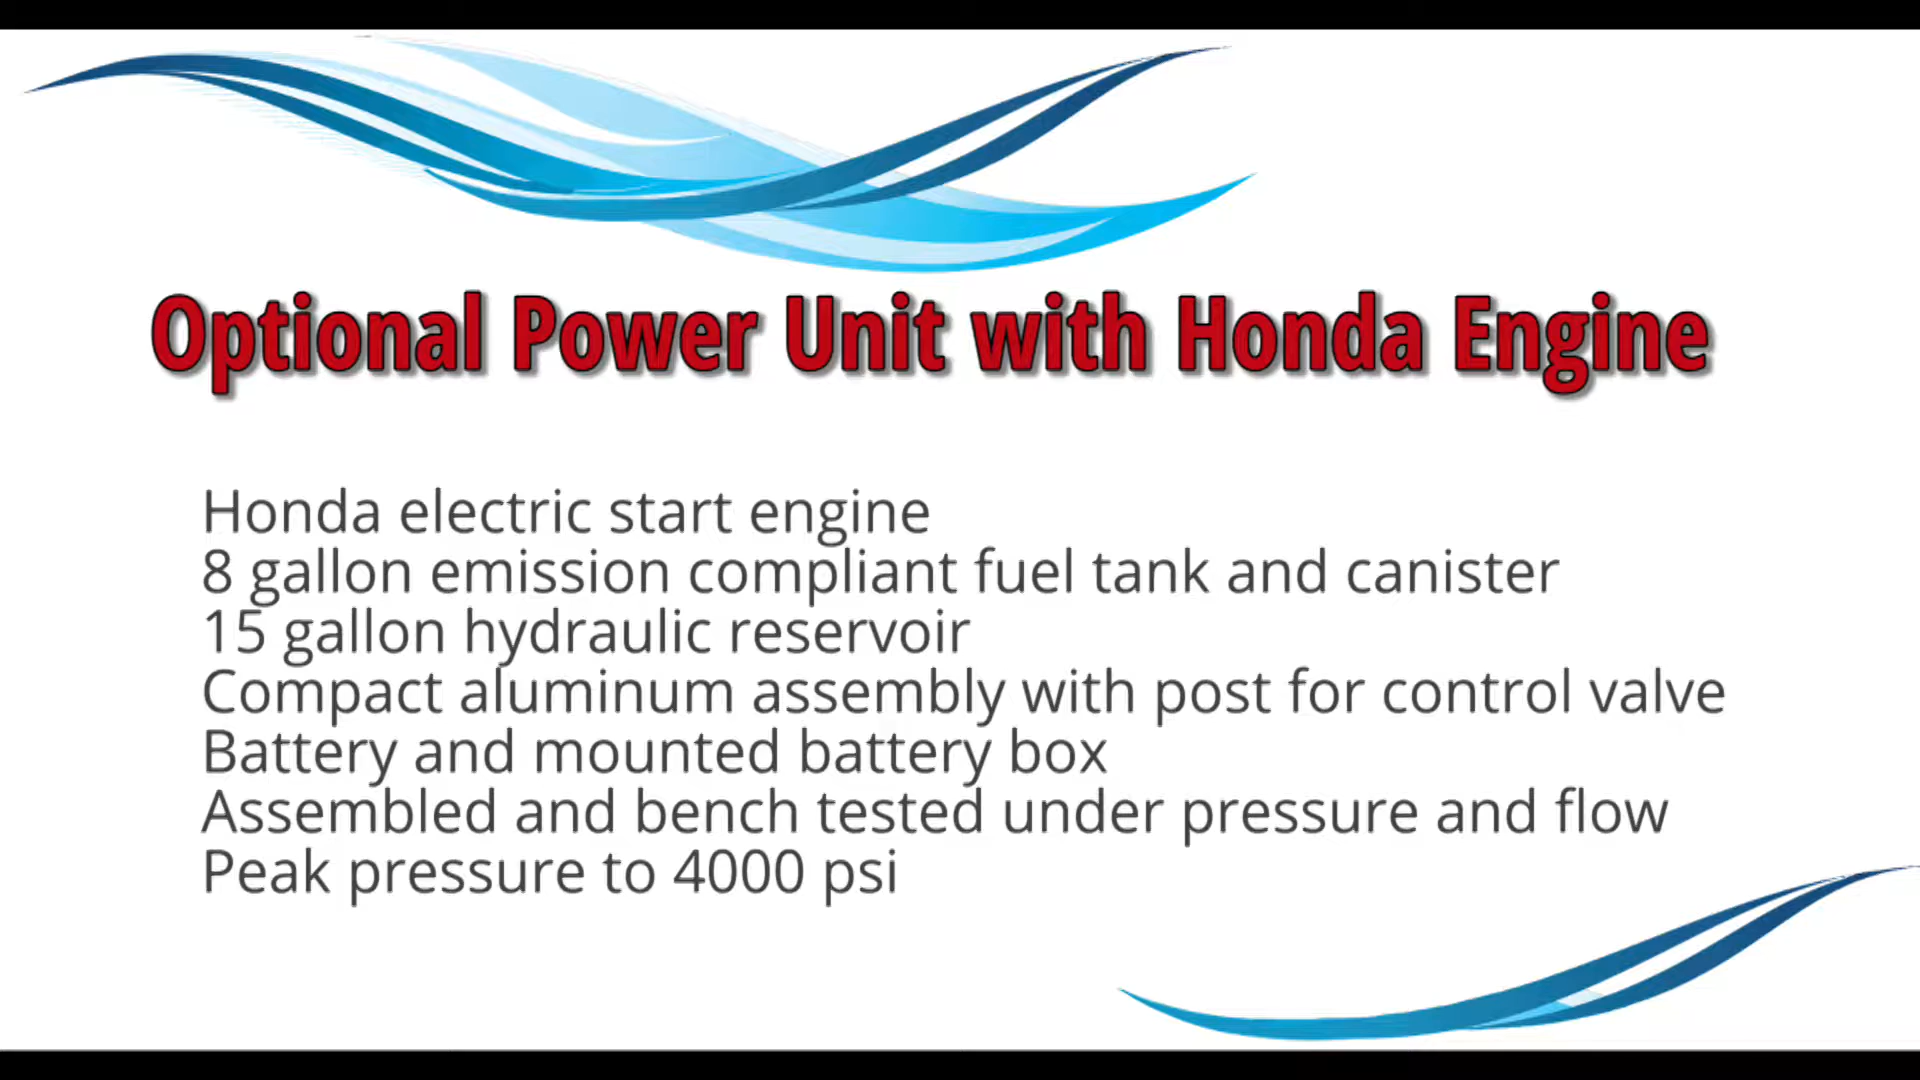 Optional Power Unit with Honda Engine
Honda electric start engine
8 gallon emission compliant fuel tank and canister
15 gallon hydraulic reservoir
Compact aluminum assembly with post for control valve
Battery and mounted battery box
Assembled and bench tested under pressure and flow
Peak pressure to 4000 psi